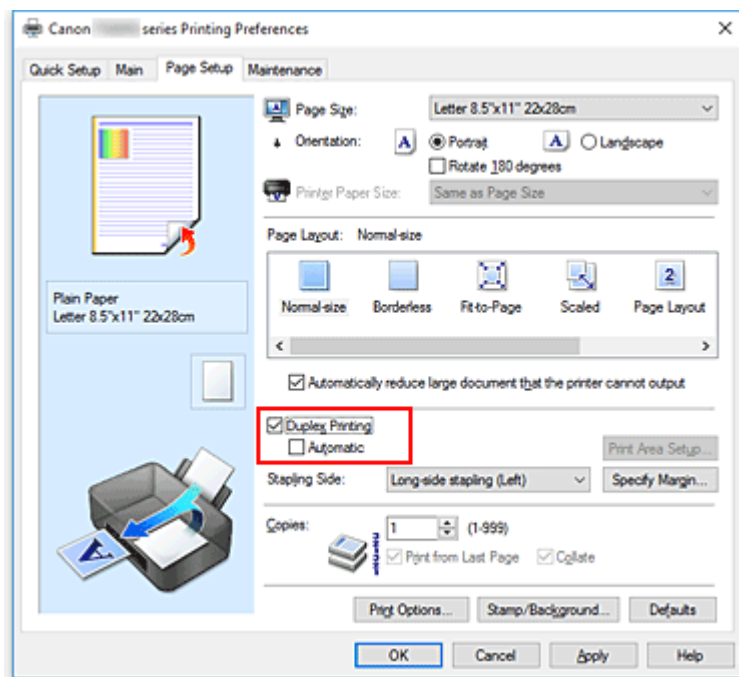 Canon series Printing Preferences
Quick Setup Main Page Setup Maintenance
Page Size: Letter 8.5"x11" 22x28cm
Orientation: A Portrait A Landscape
Rotate 180 degrees
Printer Paper Size: Same as Page Size
Page Layout: Normal-size
Normal-size Borderless Fit-to-Page Scaled 2 Page Layout
Plain Paper
Letter 8.5"x11" 22x28cm
Automatically reduce large document that the printer cannot output
Duplex Printing
Automatic
Print Area Setup...
Stapling Side: Long-side stapling (Left) Specify Margin...
Copies: 1 (1-999)
Print from Last Page Collate
A
Print Options... Stamp/Background... Defaults
OK Cancel Apply Help